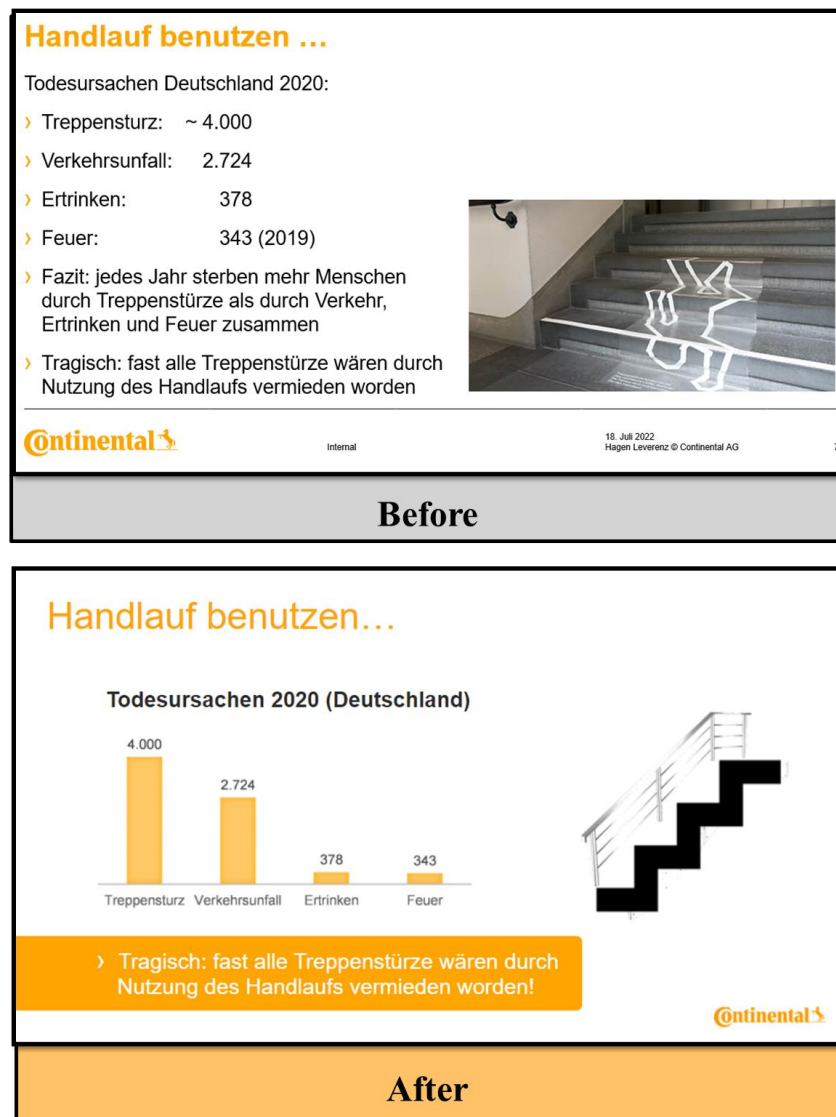 Handlauf benutzen …
Todesursachen Deutschland 2020:
› Treppensturz: ~ 4.000
› Verkehrsunfall: 2.724
› Ertrinken: 378
› Feuer: 343 (2019)
› Fazit: jedes Jahr sterben mehr Menschen
durch Treppenstürze als durch Verkehr,
Ertrinken und Feuer zusammen
› Tragisch: fast alle Treppenstürze wären durch
Nutzung des Handlaufs vermieden worden
Continental
Internal
18. Juli 2022
Hagen Leverenz © Continental AG
Before
Handlauf benutzen…
Todesursachen 2020 (Deutschland)
4.000
2.724
378
343
Treppensturz Verkehrsunfall Ertrinken Feuer
› Tragisch: fast alle Treppenstürze wären durch
Nutzung des Handlaufs vermieden worden!
Continental
After